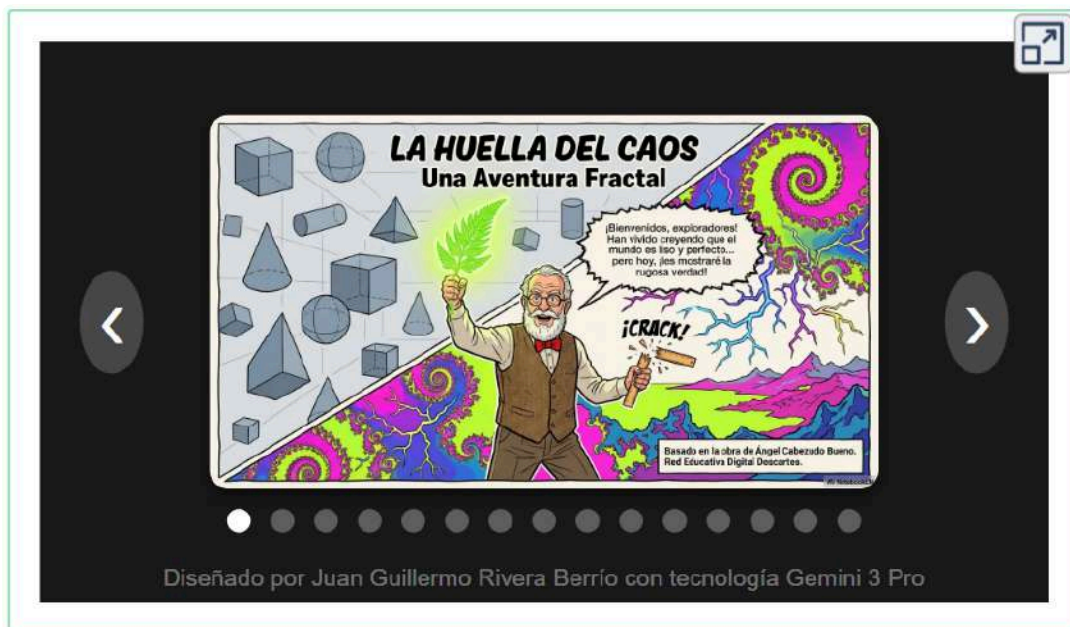 LA HUELLA DEL CAOS
Una Aventura Fractal
¡Bienvenidos, exploradores!
Han vivido creyendo que el
mundo es liso y perfecto...
pero hoy, ¡les mostraré la
rugosa verdad!
¡CRACK!
Basado en la obra de Ángel Cabezudo Bueno.
Red Educativa Digital Descartes.
NotebookLM
Diseñado por Juan Guillermo Rivera Berrío con tecnología Gemini 3 Pro